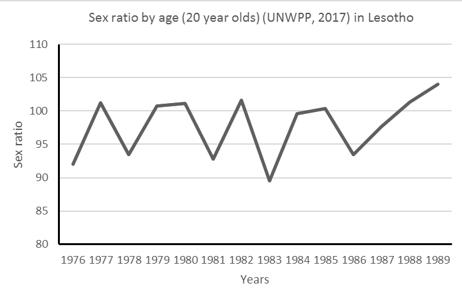 Sex ratio by age (20 year olds) (UNWPP, 2017) in Lesotho
110
105
100
95
90
85
80
Sex ratio
1976 1977 1978 1979 1980 1981 1982 1983 1984 1985 1986 1987 1988 1989
Years